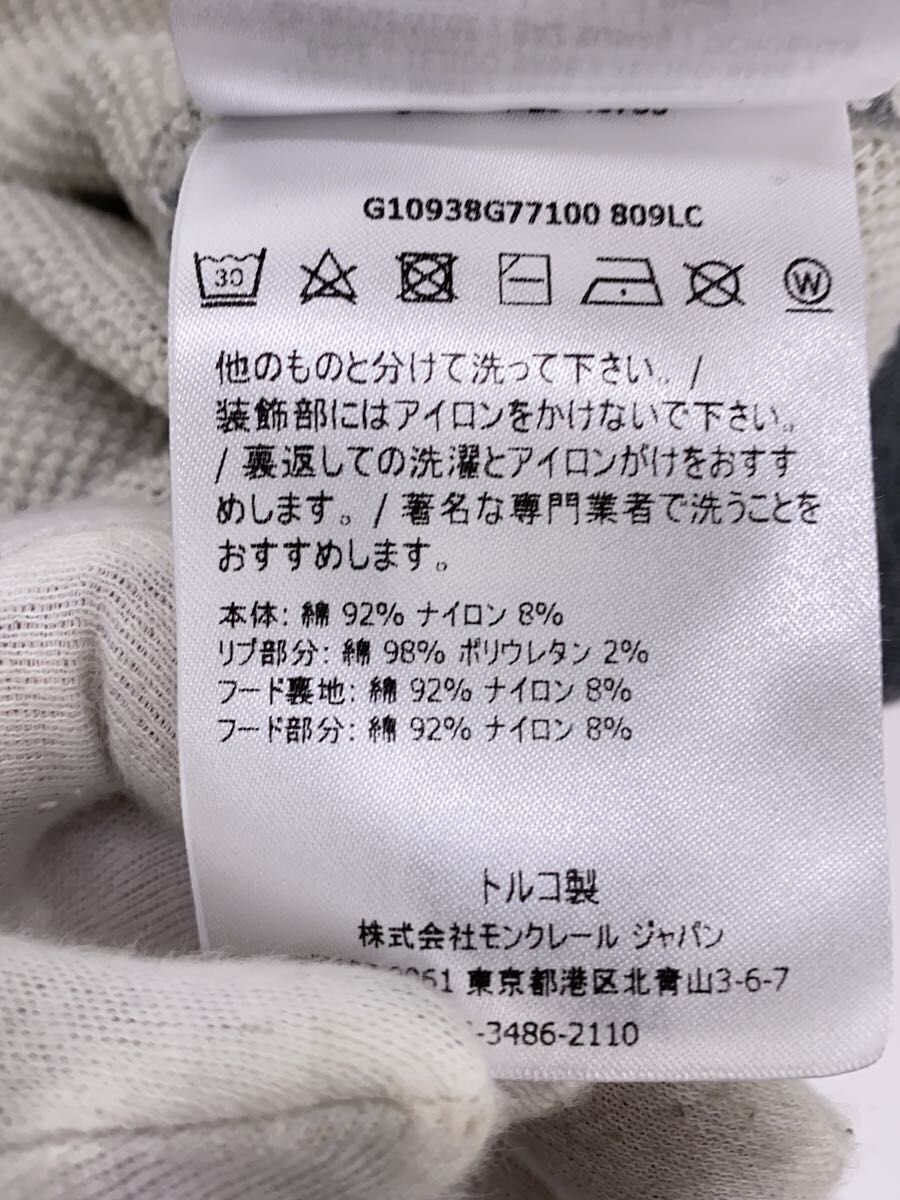 G10938G77100 809LC
30
W
他のものと分けて洗って下さい。/
装飾部にはアイロンをかけないで下さい。
/ 裏返しての洗濯とアイロンがけをおすす
めします。/ 著名な専門業者で洗うことを
おすすめします。
本体: 綿 92% ナイロン 8%
リブ部分: 綿 98% ポリウレタン 2%
フード裏地: 綿 92% ナイロン 8%
フード部分: 綿 92% ナイロン 8%
トルコ製
株式会社モンクレール ジャパン
東京都港区北青山3-6-7
-3486-2110